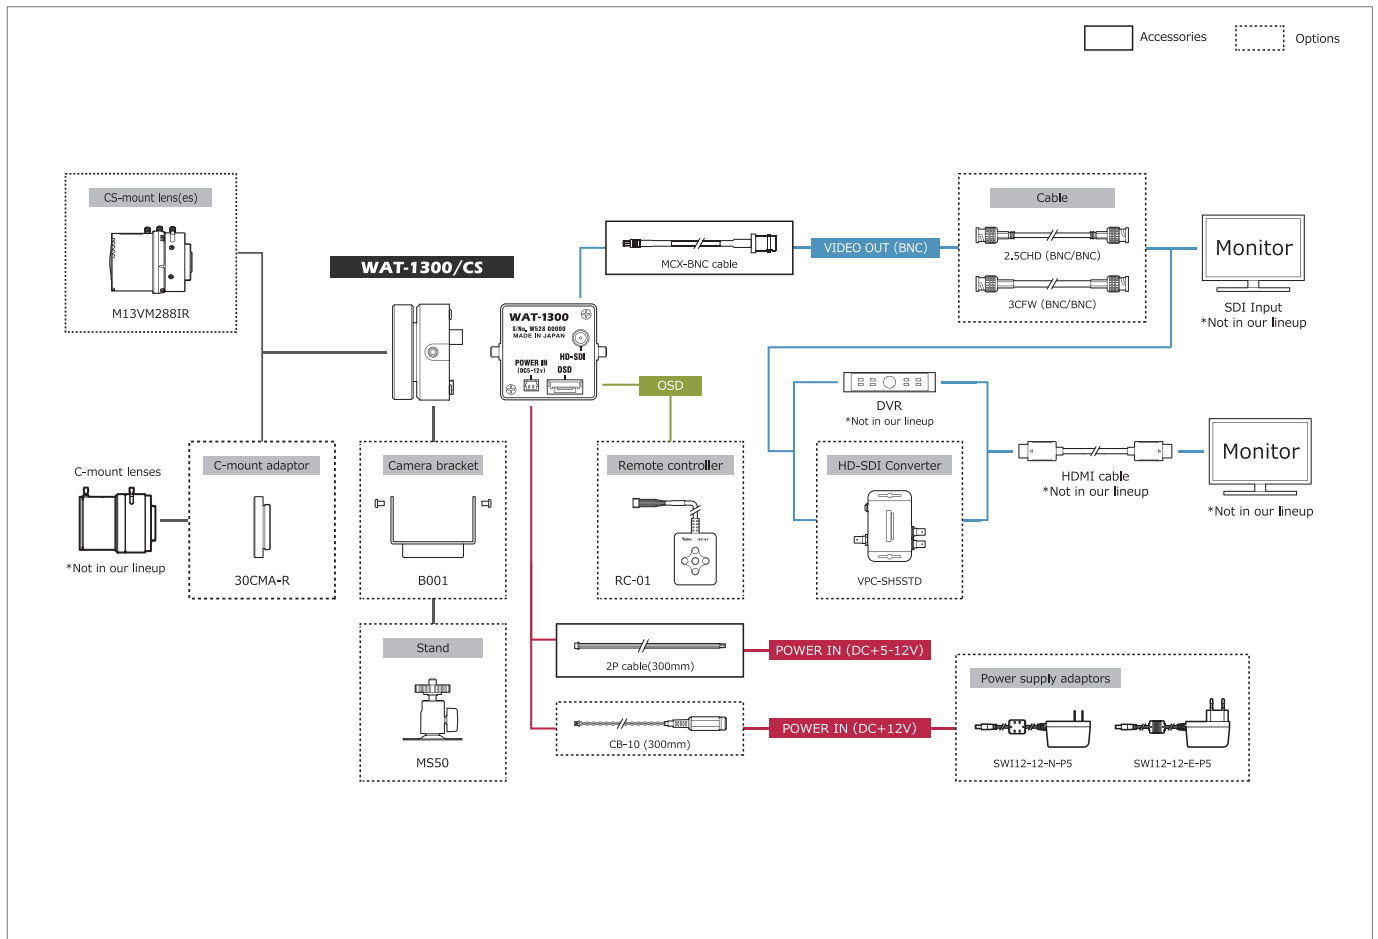 Accessories
Options
CS-mount lens(es)
M13VM288IR
WAT-1300/CS
WAT-1300
S/No. W528 00000
MADE IN JAPAN
HD-SDI
POWER IN
(DC5-12v)
OSD
MCX-BNC cable
VIDEO OUT (BNC)
Cable
2.5CHD (BNC/BNC)
3CFW (BNC/BNC)
Monitor
SDI Input
*Not in our lineup
OSD
DVR
*Not in our lineup
C-mount lenses
*Not in our lineup
C-mount adaptor
30CMA-R
Camera bracket
B001
Remote controller
RC-01
HD-SDI Converter
VPC-SH5STD
HDMI cable
*Not in our lineup
Monitor
*Not in our lineup
Stand
MS50
2P cable(300mm)
POWER IN (DC+5-12V)
CB-10 (300mm)
POWER IN (DC+12V)
Power supply adaptors
SWI12-12-N-P5
SWI12-12-E-P5